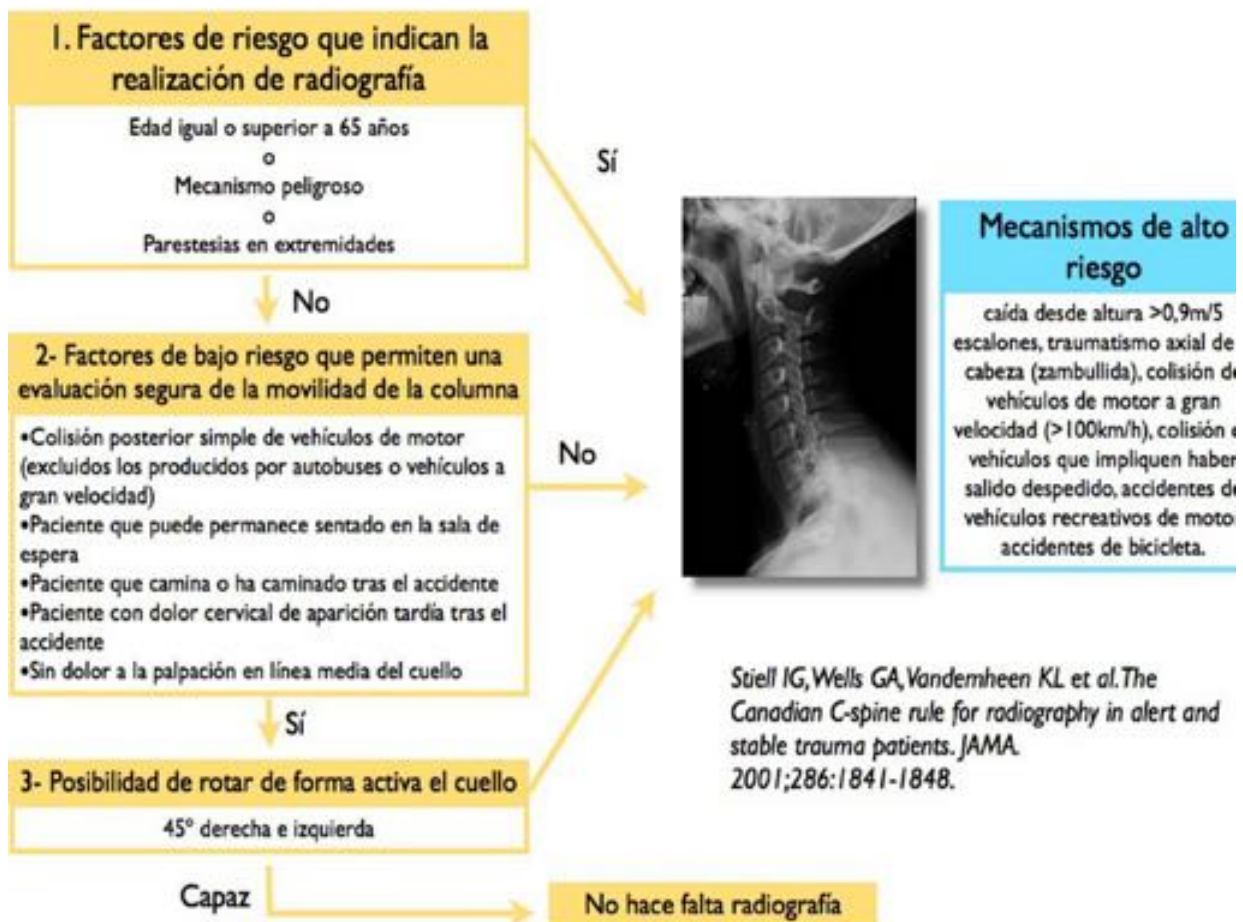 1. Factores de riesgo que indican la
realización de radiografía
Edad igual o superior a 65 años
o
Mecanismo peligroso
o
Parestesias en extremidades
Sí
No
2- Factores de bajo riesgo que permiten una
evaluación segura de la movilidad de la columna
•Colisión posterior simple de vehículos de motor
(excluidos los producidos por autobuses o vehículos a
gran velocidad)
•Paciente que puede permanece sentado en la sala de
espera
•Paciente que camina o ha caminado tras el accidente
•Paciente con dolor cervical de aparición tardía tras el
accidente
•Sin dolor a la palpación en línea media del cuello
No
Sí
3- Posibilidad de rotar de forma activa el cuello
45º derecha e izquierda
Capaz
No hace falta radiografía
Mecanismos de alto
riesgo
caída desde altura >0,9m/5
escalones, traumatismo axial de
cabeza (zambullida), colisión de
vehículos de motor a gran
velocidad (>100km/h), colisión
vehículos que impliquen haber
salido despedido, accidentes de
vehículos recreativos de motor
accidentes de bicicleta.
Stiell IG, Wells GA, Vandemheen KL et al. The
Canadian C-spine rule for radiography in alert and
stable trauma patients. JAMA.
2001;286:1841-1848.